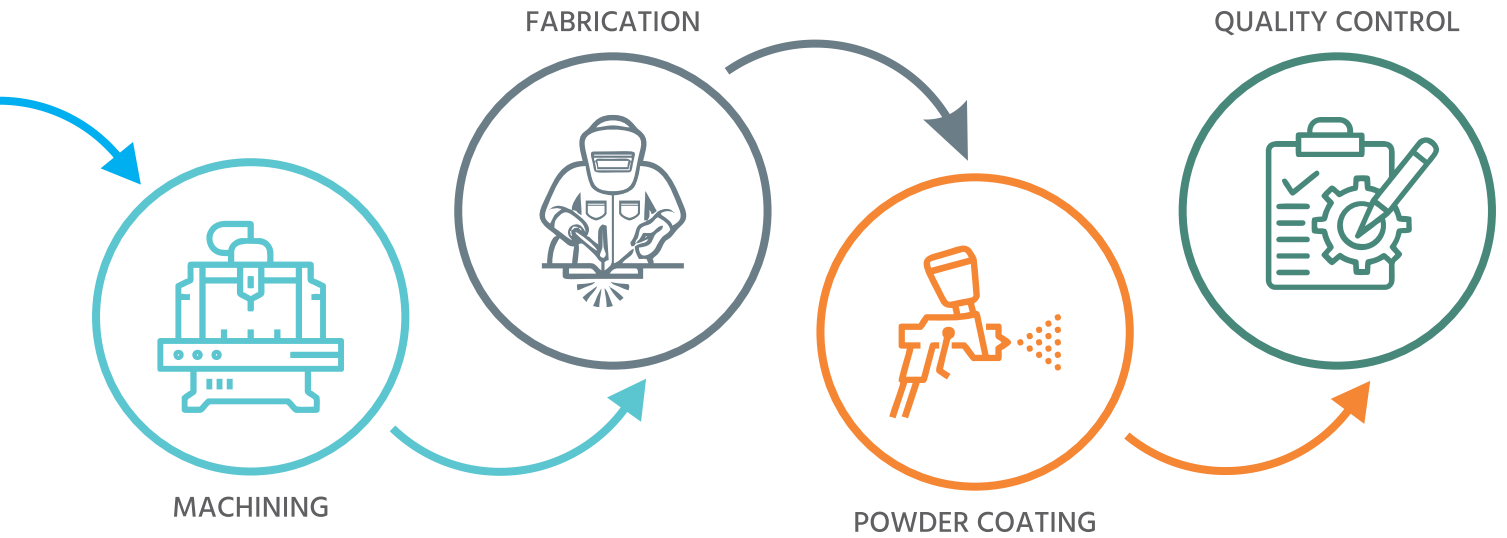 FABRICATION
QUALITY CONTROL
MACHINING
POWDER COATING